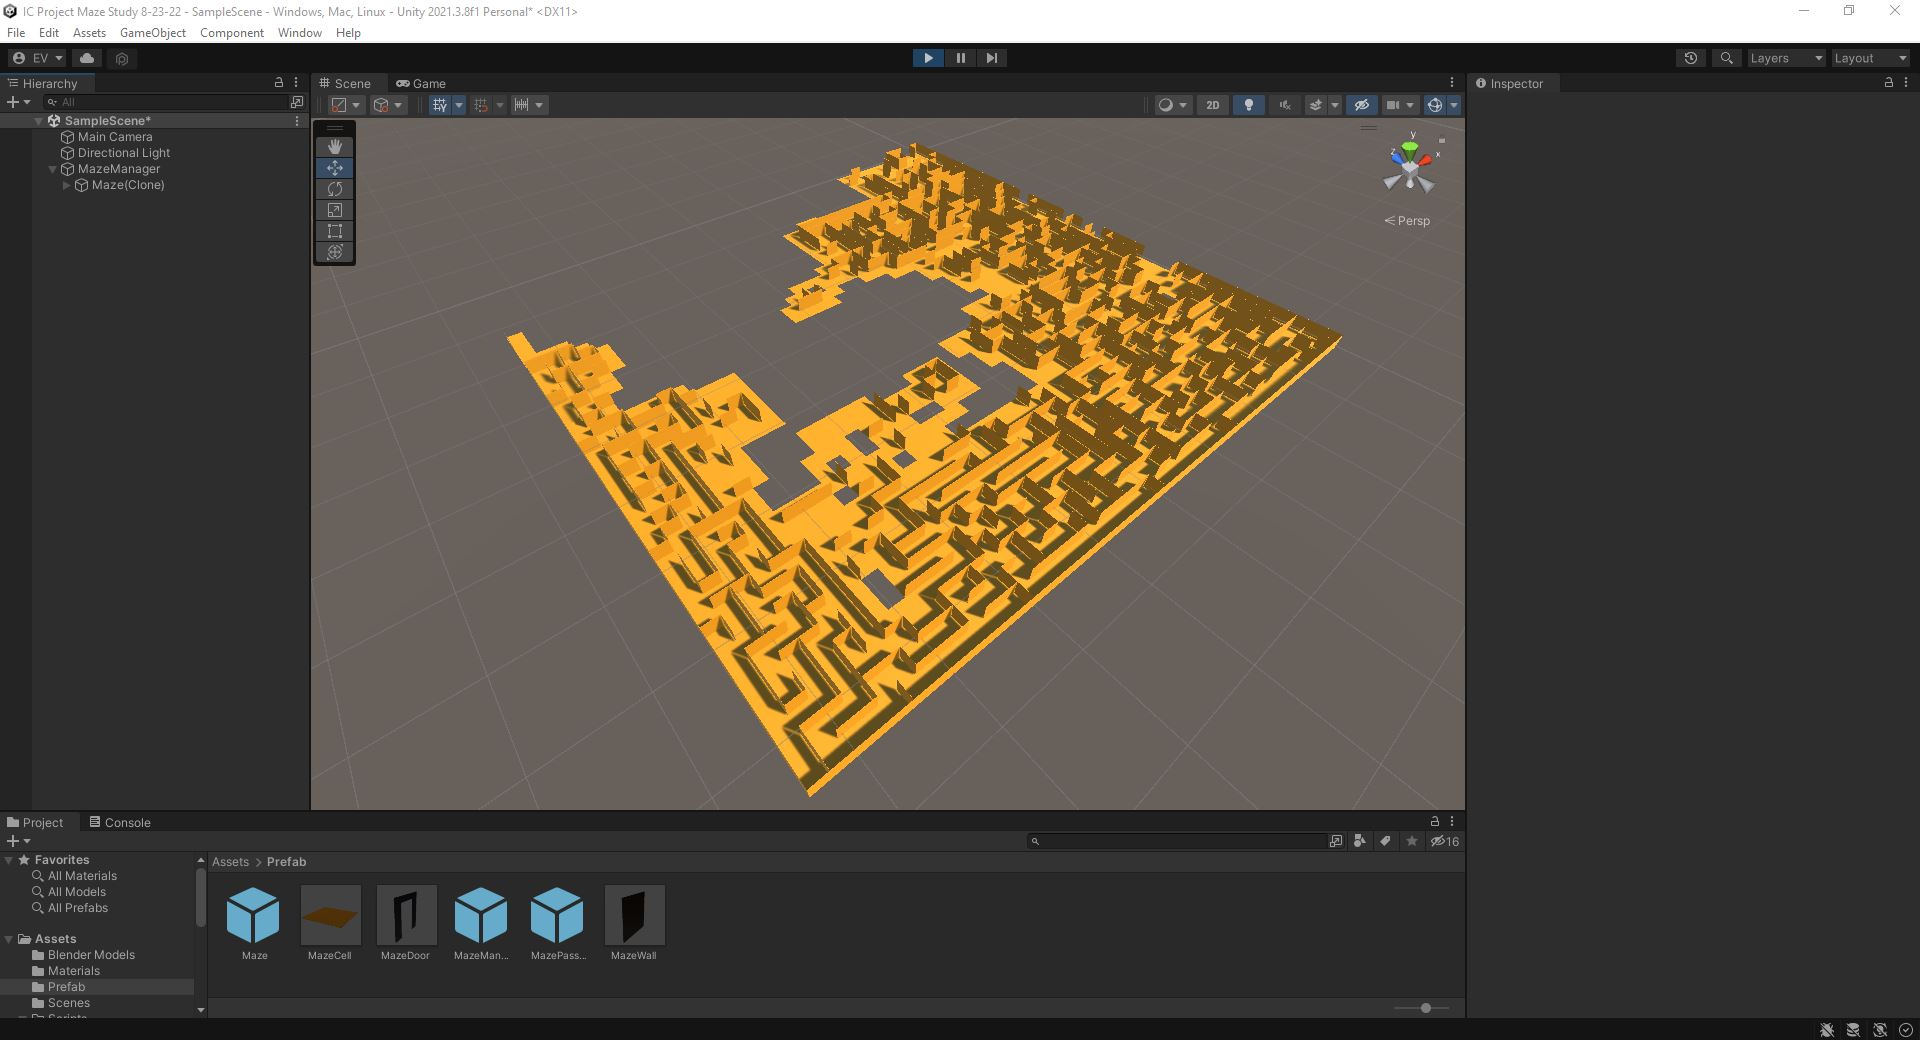 IC Project Maze Study 8-23-22 - SampleScene - Windows, Mac, Linux - Unity 2021.3.8f1 Personal* <DX11>
File Edit Assets GameObject Component Window Help
EV
Layers
Layout
Hierarchy
Scene
Game
Inspector
All
2D
SampleScene*
Main Camera
Directional Light
MazeManager
Maze(Clone)
y
z
x
Persp
Project
Console
16
Favorites
All Materials
All Models
All Prefabs
Assets
Blender Models
Materials
Prefab
Scenes
Scripts
Assets > Prefab
Maze
MazeCell
MazeDoor
MazeMan...
MazePass...
MazeWall